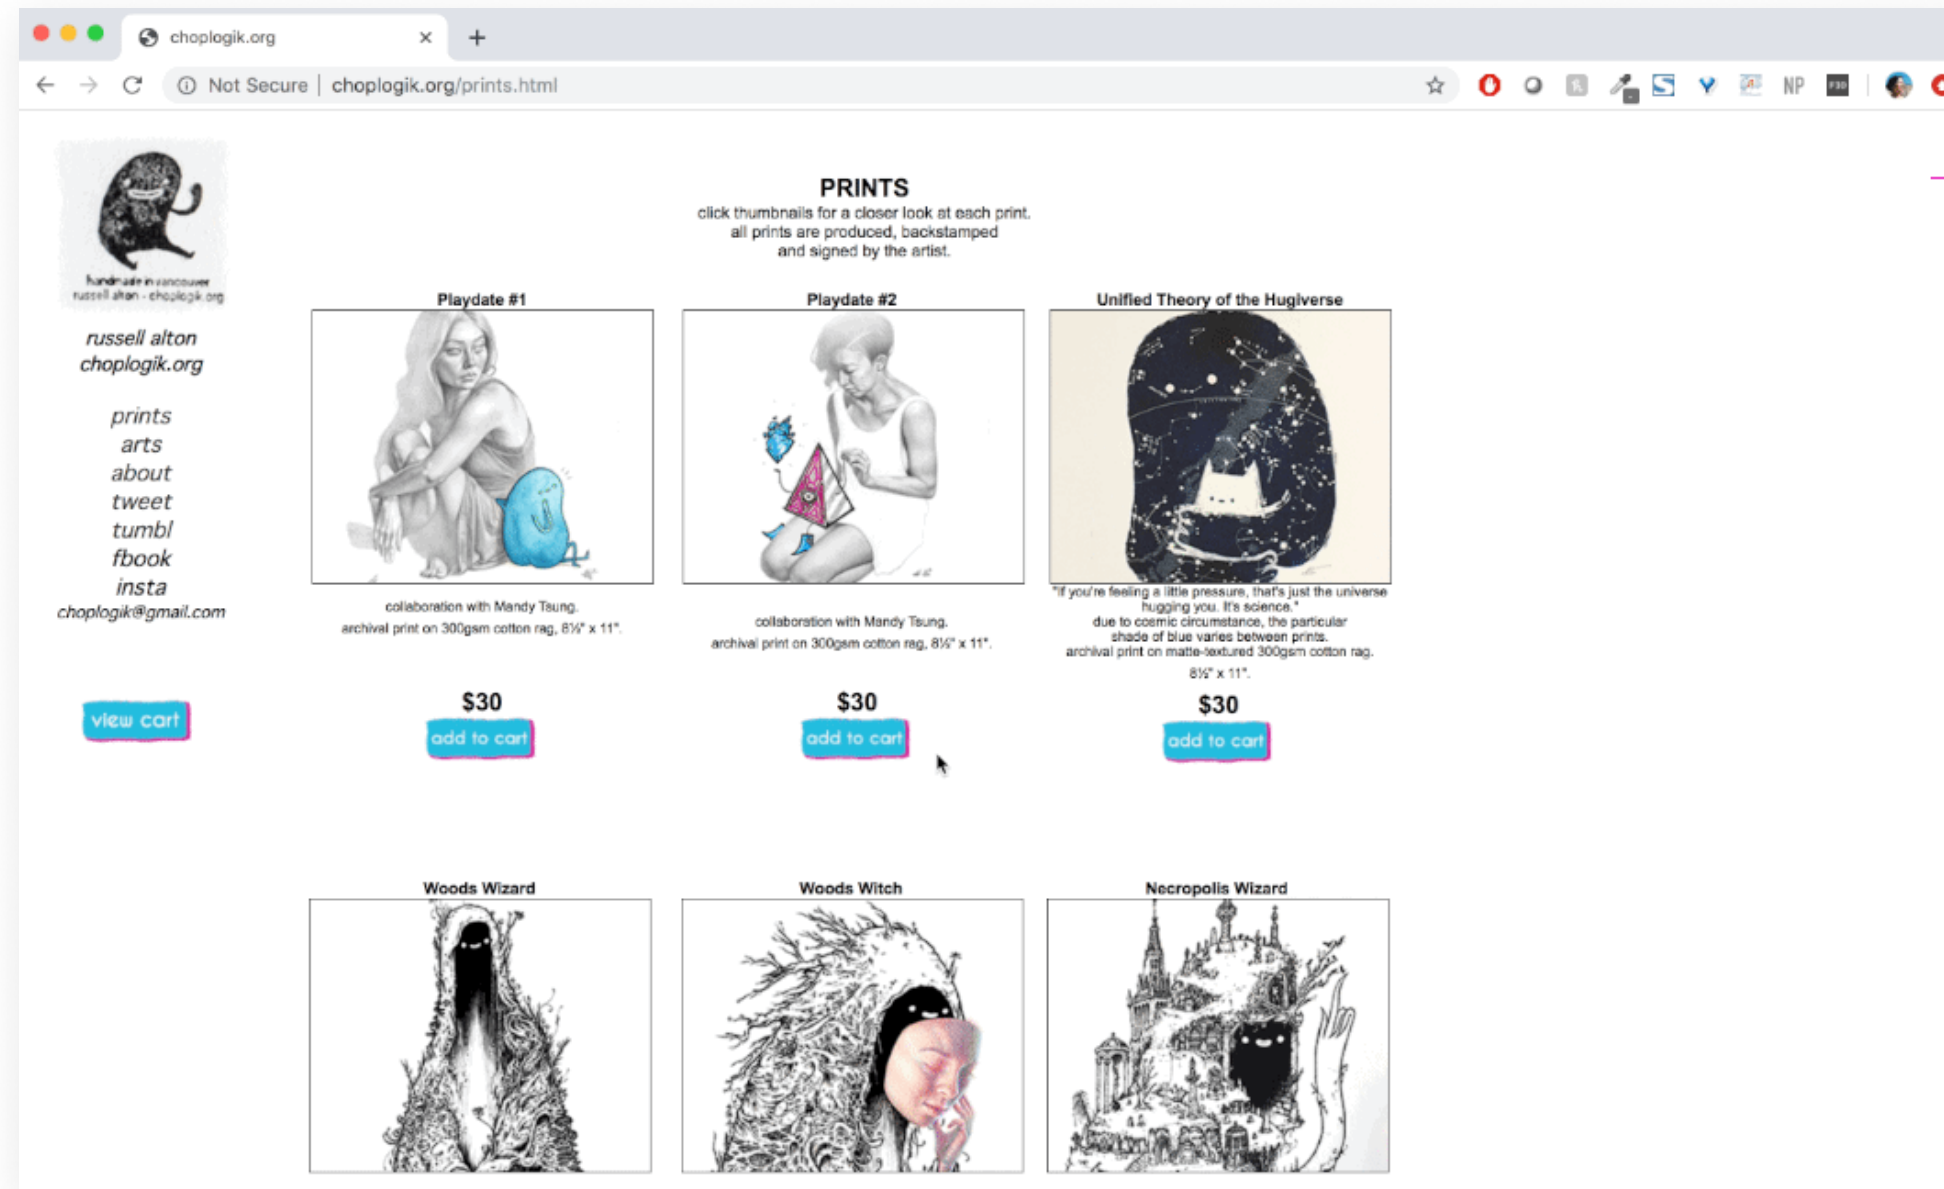 choplogik.org
Not Secure | choplogik.org/prints.html
NP
F30
handmade in vancouver
russell alton - choplogik.org
russell alton
choplogik.org
prints
arts
about
tweet
tumbl
fbook
insta
choplogik@gmail.com
view cart
PRINTS
click thumbnails for a closer look at each print.
all prints are produced, backstamped
and signed by the artist.
Playdate #1
collaboration with Mandy Tsung.
archival print on 300gsm cotton rag, 8½" x 11".
$30
add to cart
Playdate #2
collaboration with Mandy Tsung.
archival print on 300gsm cotton rag, 8½" x 11".
$30
add to cart
Unified Theory of the Hugiverse
"If you're feeling a little pressure, that's just the universe
hugging you. It's science."
due to cosmic circumstance, the particular
shade of blue varies between prints.
archival print on matte-textured 300gsm cotton rag.
8½" x 11".
$30
add to cart
Woods Wizard
Woods Witch
Necropolis Wizard